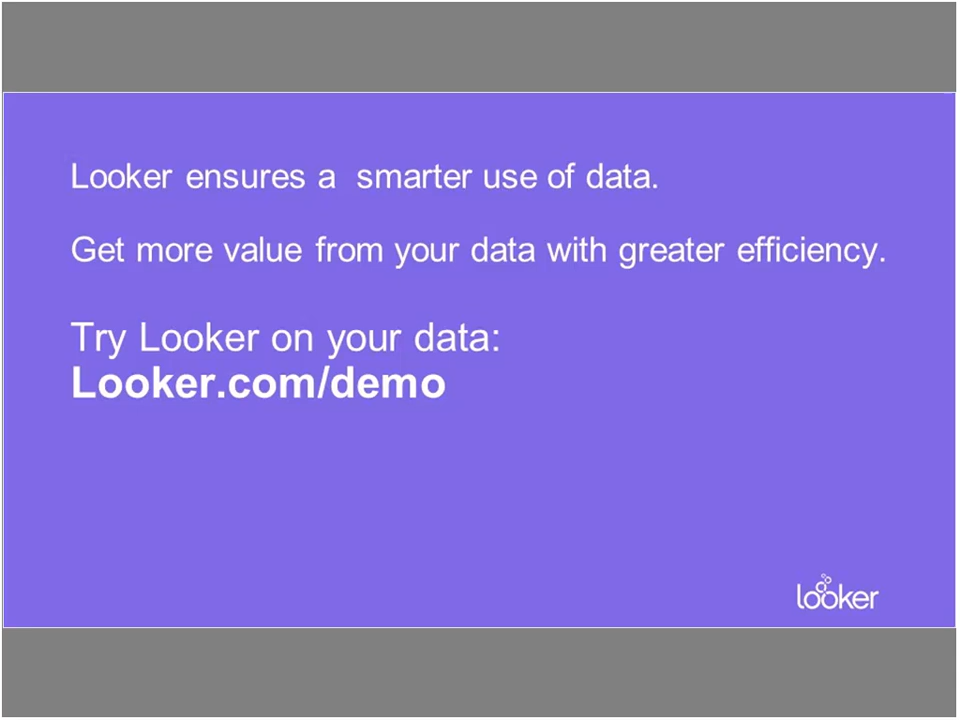 Looker ensures a  smarter use of data.
Get more value from your data with greater efficiency.
Try Looker on your data:
Looker.com/demo
looker